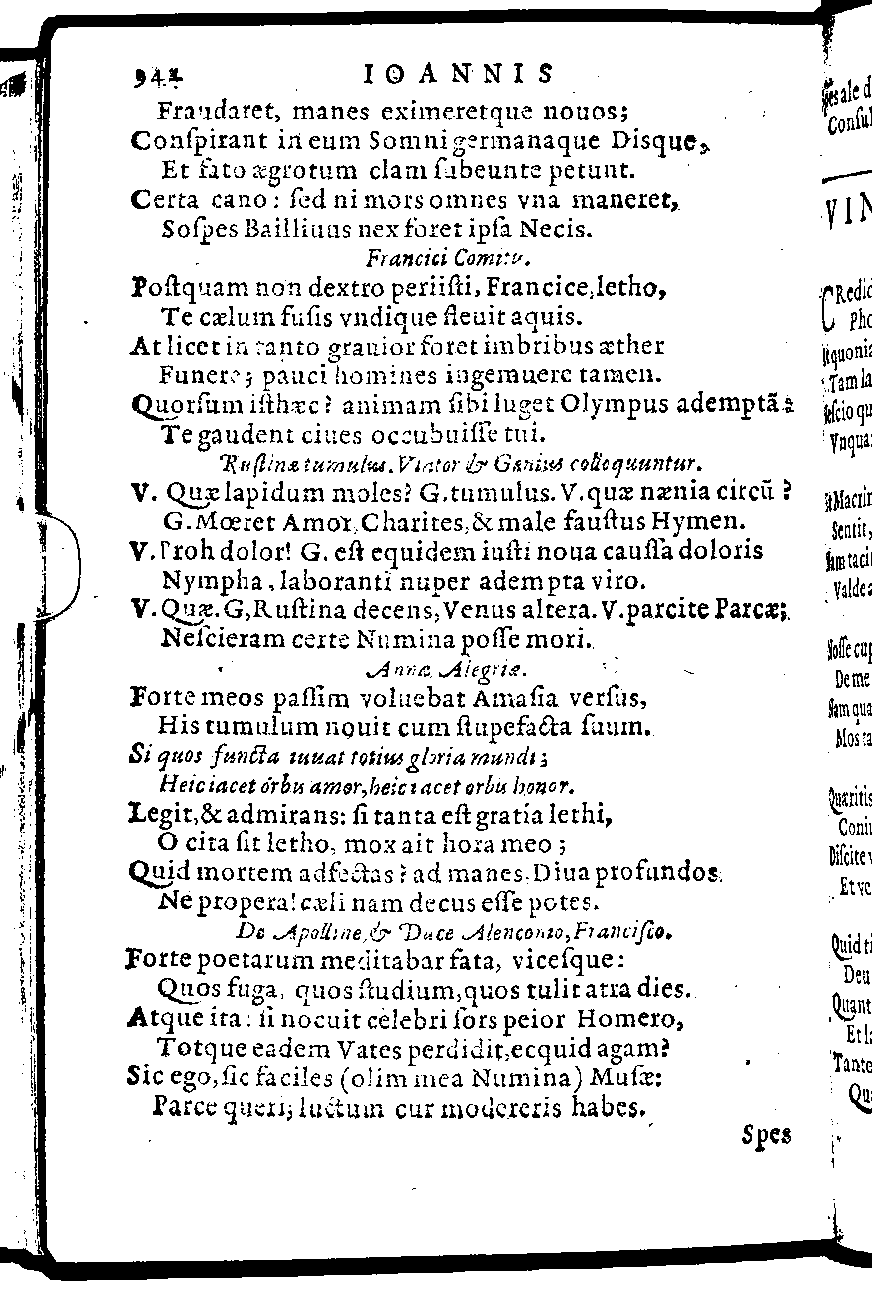 942
IOANNIS
Fraudaret, manes eximeretque nouos;
Conſpirant in eum Somni germanaque Disque,
Et fato ægrotum clam ſubeunte petunt.
Certa cano: ſed ni mors omnes vna maneret,
Soſpes Bailliuus nex foret ipſa Necis.
Francici Comitis.
Poſtquam non dextro periiſti, Francice, letho,
Te cælum fuſis vndique fleuit aquis.
At licet in tanto grauior foret imbribus æther
Funere; pauci homines ingemuere tamen.
Quorſum iſthæc? animam ſibi luget Olympus ademptã:
Te gaudent ciues occubuiſſe tui.
Ruſtinæ tumulus. Viator & Genius colloquuntur.
V. Quæ lapidum moles? G. tumulus. V. quæ nænia circũ?
G. Mœret Amor, Charites, & male fauſtus Hymen.
V. Proh dolor! G. eſt equidem iuſti noua cauſſa doloris
Nympha, laboranti nuper adempta viro.
V. Quæ. G, Ruſtina decens, Venus altera. V. parcite Parcæ;
Neſcieram certe Numina poſſe mori.
Annæ Alegriæ.
Forte meos paſſim voluebat Amaſia verſus,
His tumulum nouit cum ſtupefacta ſuum.
Si quos functa iuuat totius gloria mundi;
Heic iacet orbis amor, heic iacet orbis honor.
Legit, & admirans: ſi tanta eſt gratia lethi,
O cita ſit letho, mox ait hora meo;
Quid mortem adfectas? ad manes, Diua profundos
Ne propera! cæli nam decus eſſe potes.
De Apolline, & Duce Alenconio, Franciſco.
Forte poetarum meditabar fata, viceſque:
Quos fuga, quos ſtudium, quos tulit atra dies.
Atque ita: ſi nocuit celebri ſors peior Homero,
Totque eadem Vates perdidit, ecquid agam?
Sic ego, ſic faciles (olim mea Numina) Muſæ:
Parce queri; luctum cur modereris habes.
Spes